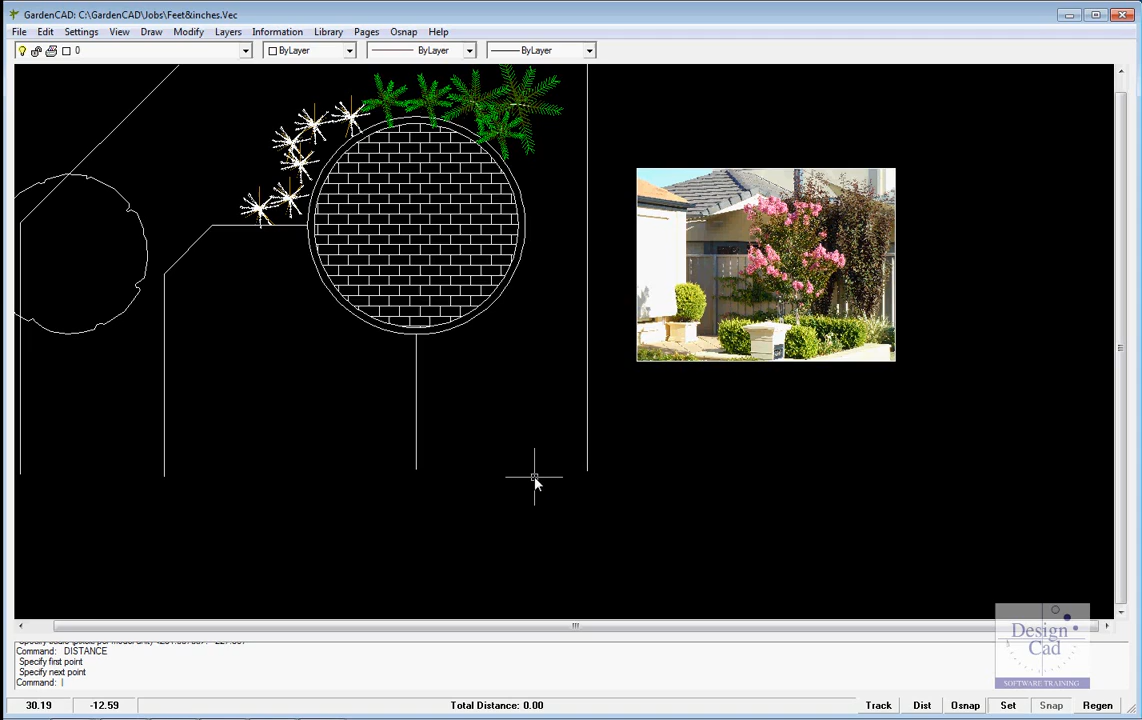 GardenCAD: C:\GardenCAD\Jobs\Feet&inches.Vec
File Edit Settings View Draw Modify Layers Information Library Pages Osnap Help
0 ByLayer ByLayer ByLayer
Command: DISTANCE
Specify first point
Specify next point
Command:
Design
Cad
SOFTWARE TRAINING
30.19 -12.59 Total Distance: 0.00 Track Dist Osnap Set Snap Regen